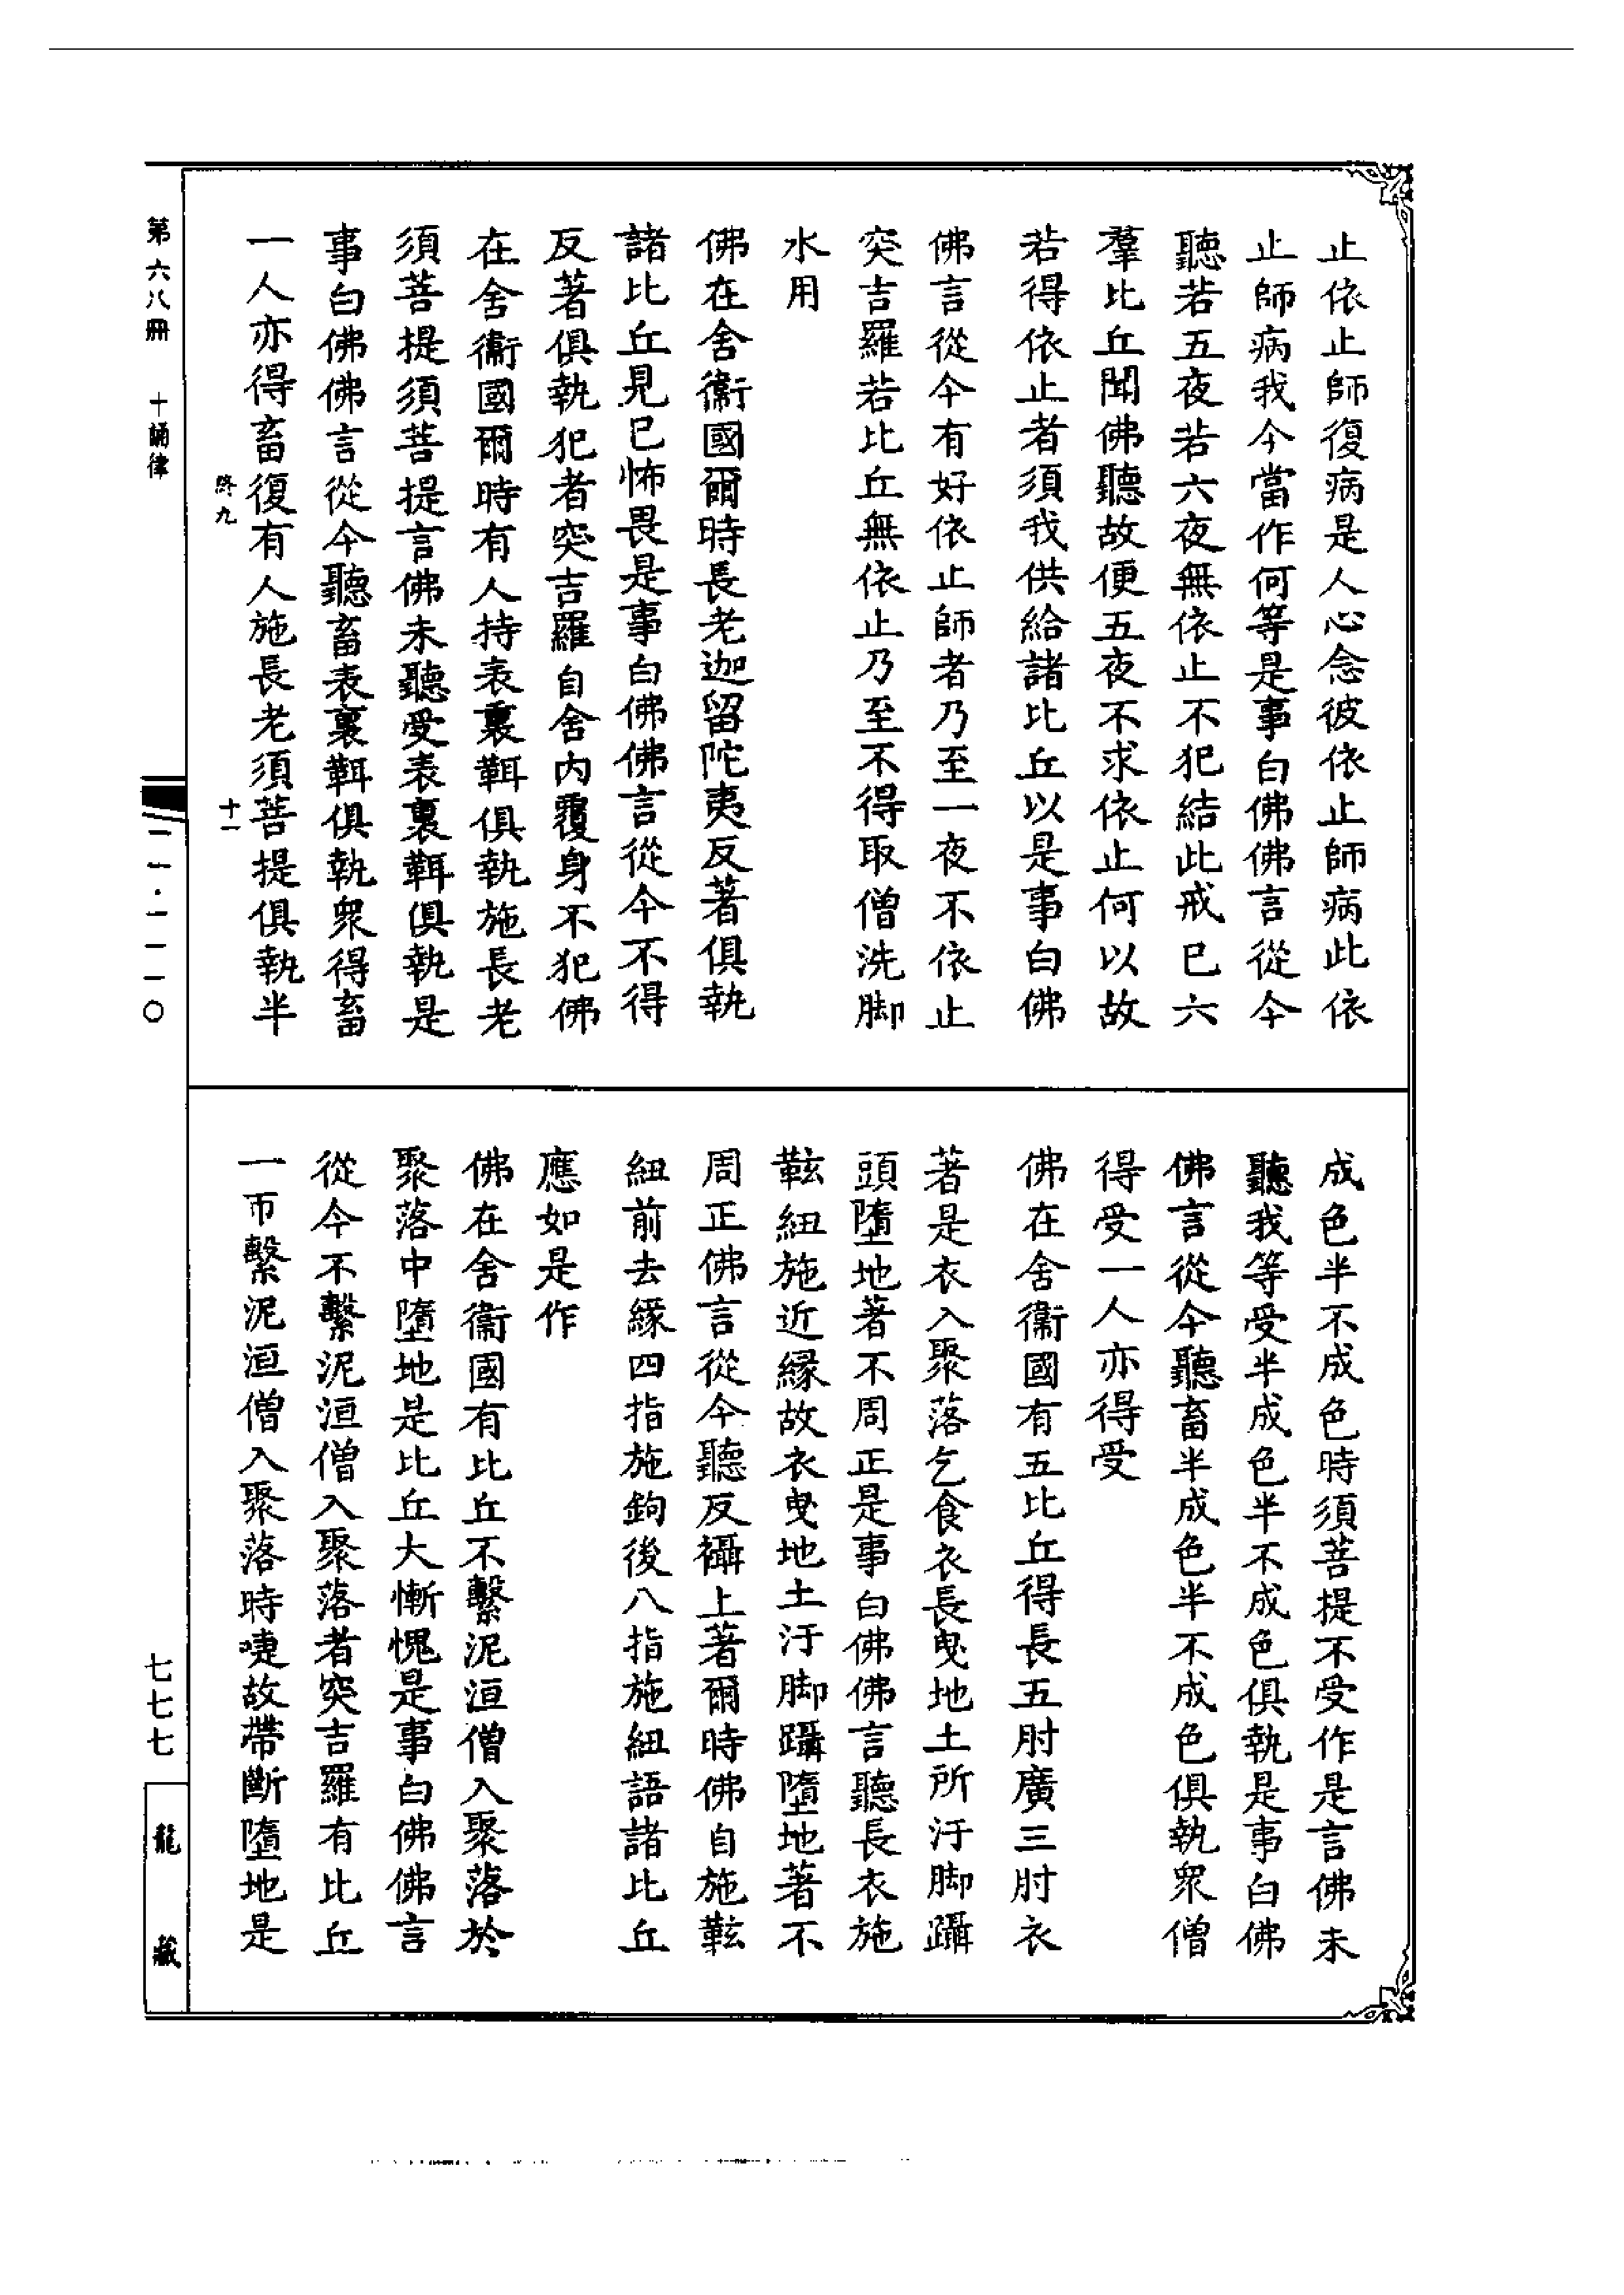 止依止師復病是人心念彼依止師病此依
止師病我今當作何等是事白佛佛言從今
聽若五夜若六夜無依止不犯結此戒已六
羣比丘聞佛聽故便五夜不求依止何以故
若得依止者須我供給諸比丘以是事白佛
佛言從今有好依止師者乃至一夜不依止
突吉羅若比丘無依止乃至不得取僧洗脚
水用
佛在舍衞國爾時長老迦留陀夷反著俱執
諸比丘見已怖畏是事白佛佛言從今不得
反著俱執犯者突吉羅自舍內覆身不犯佛
在舍衞國爾時有人持表裏毦俱執施長老
須菩提須菩提言佛未聽受表裏毦俱執是
事白佛佛言從今聽畜表裏毦俱執衆得畜
一人亦得畜復有人施長老須菩提俱執半
成色半不成色時須菩提不受作是言佛未
聽我等受半成色半不成色俱執是事白佛
佛言從今聽畜半成色半不成色俱執衆僧
得受一人亦得受
佛在舍衞國有五比丘得長五肘廣三肘衣
著是衣入聚落乞食衣長曳地土所汙脚躡
頭墮地著不周正是事白佛佛言聽長衣施
䩙紐施近緣故衣曳地土汙脚躡墮地著不
周正佛言從今聽反襵上著爾時佛自施䩙
紐前去緣四指施鉤後八指施紐語諸比丘
應如是作
佛在舍衞國有比丘不繫泥洹僧入聚落於
聚落中墮地是比丘大慚愧是事白佛佛言
從今不繫泥洹僧入聚落者突吉羅有比丘
一帀繫泥洹僧入聚落時嚏故帶斷墮地是
第六八冊 十誦律
終九 十一
二一·一一一〇
七七七
龍藏